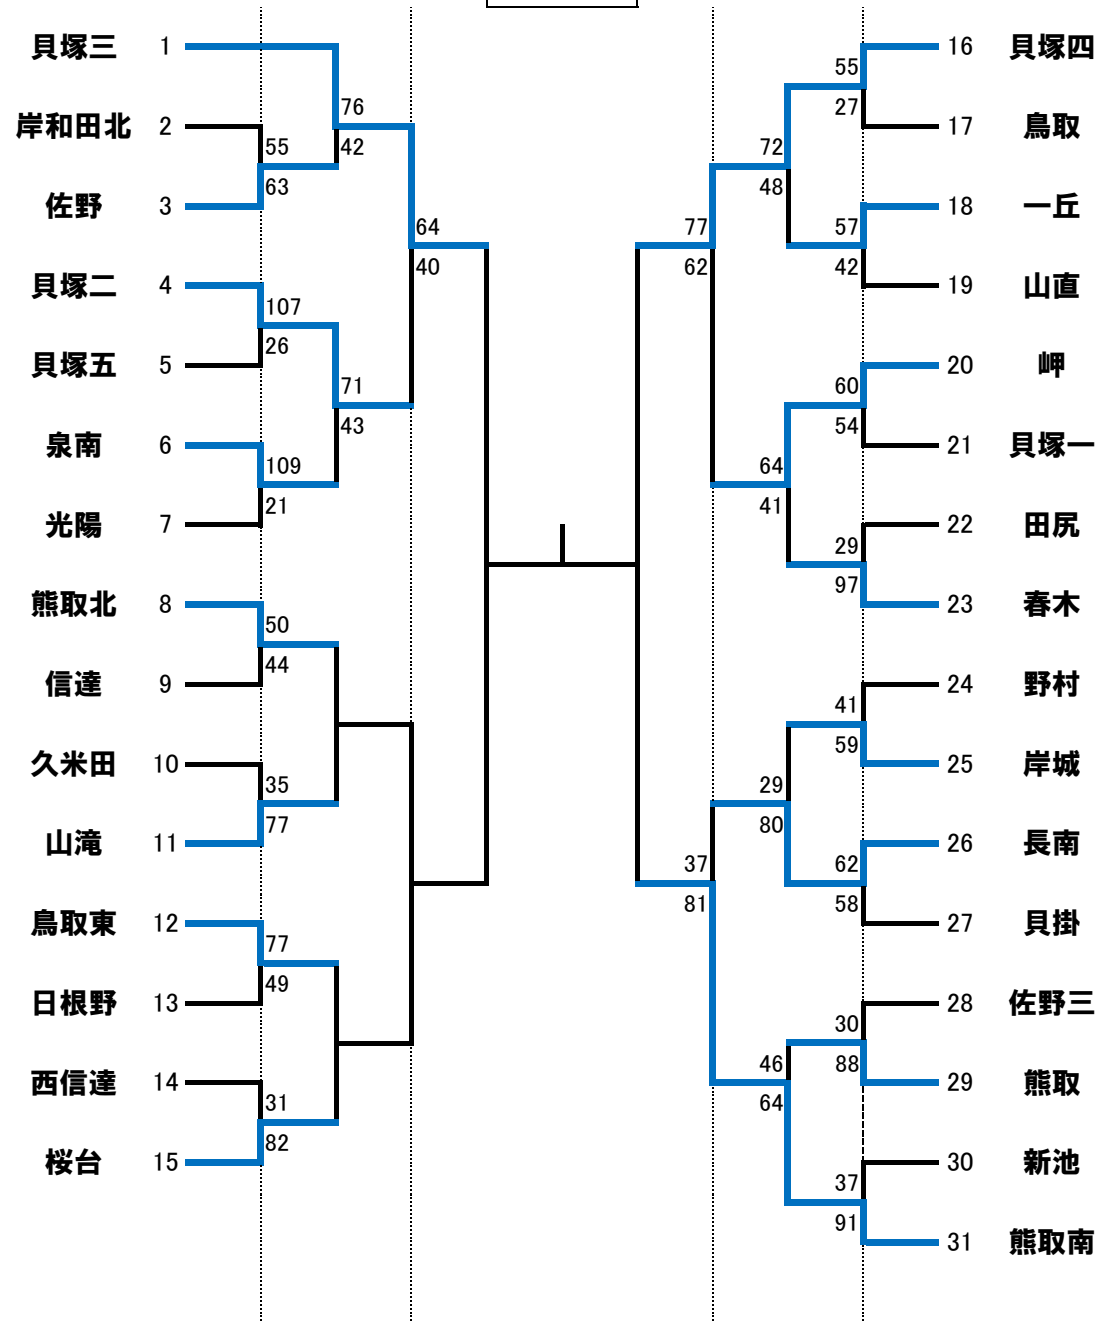 貝塚三 1
岸和田北 2
佐野 3
貝塚二 4
貝塚五 5
泉南 6
光陽 7
熊取北 8
信達 9
久米田 10
山滝 11
鳥取東 12
日根野 13
西信達 14
桜台 15
76
42
55
63
64
40
107
26
71
43
109
21
50
44
35
77
77
49
31
82
55
27
72
48
57
42
77
62
60
54
64
41
29
97
41
59
29
80
62
58
37
81
30
88
46
64
37
91
16 貝塚四
17 鳥取
18 一丘
19 山直
20 岬
21 貝塚一
22 田尻
23 春木
24 野村
25 岸城
26 長南
27 貝掛
28 佐野三
29 熊取
30 新池
31 熊取南